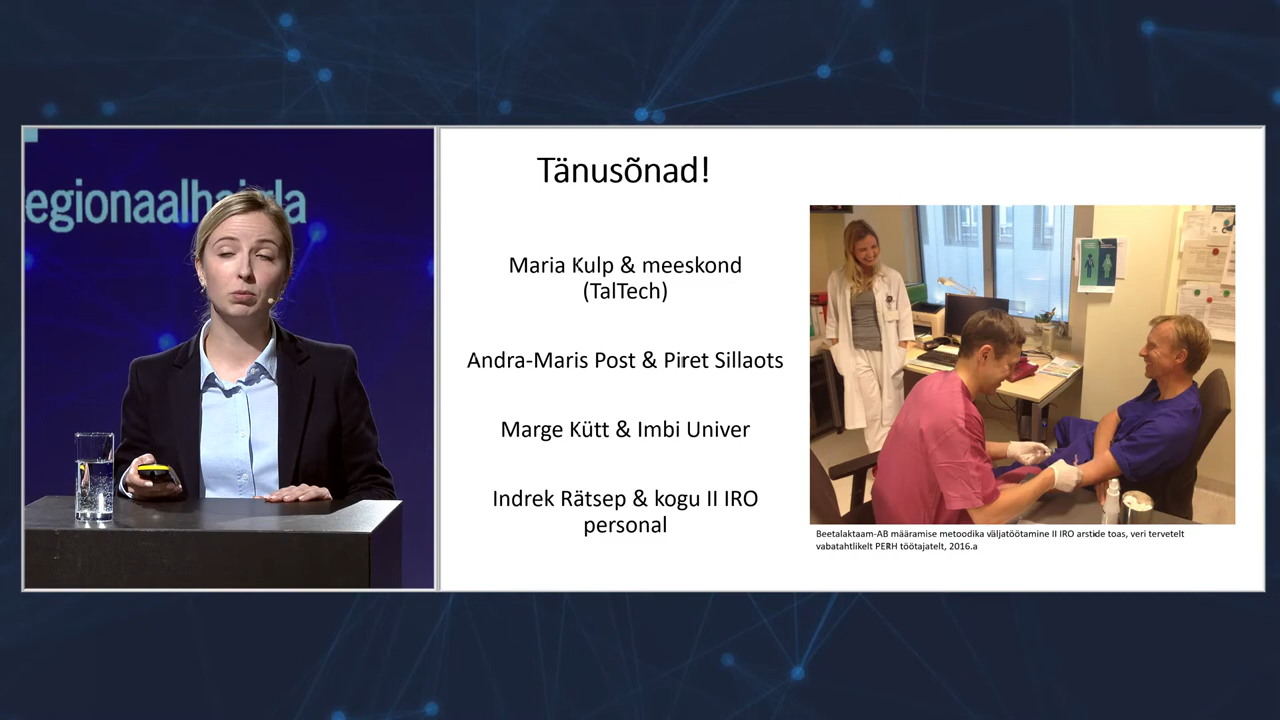 egionaalhaigla
Tänusõnad!
Maria Kulp & meeskond
(TalTech)
Andra-Maris Post & Piret Sillaots
Marge Kütt & Imbi Univer
Indrek Rätsep & kogu II IRO
personal
Beetalaktaam-AB määramise metoodika väljatöötamine II IRO arstide toas, veri tervetelt
vabatahtlikelt PERH töötajatelt, 2016.a